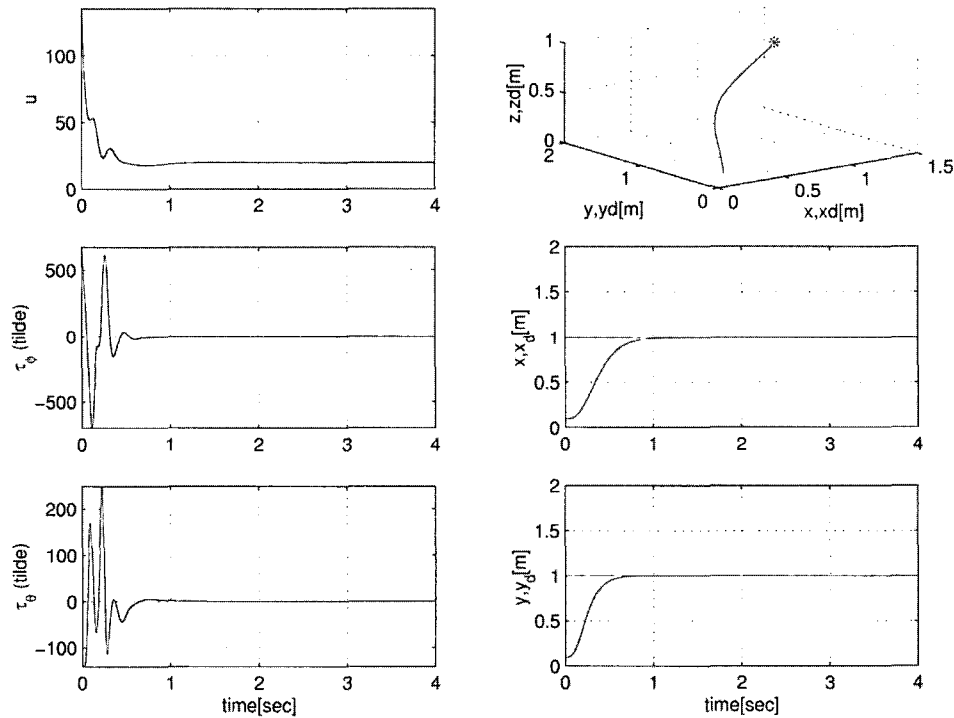 100
50
0
u
0 1 2 3 4
500
0
−500
τφ (tilde)
0 1 2 3 4
200
100
0
−100
τθ (tilde)
0 1 2 3 4
time[sec]
1
0.5
0
z,zd[m]
2
1
0
y,yd[m]
0
0.5
1
1.5
x,xd[m]
2
1.5
1
0.5
0
x,xd[m]
0 1 2 3 4
2
1.5
1
0.5
0
y,yd[m]
0 1 2 3 4
time[sec]